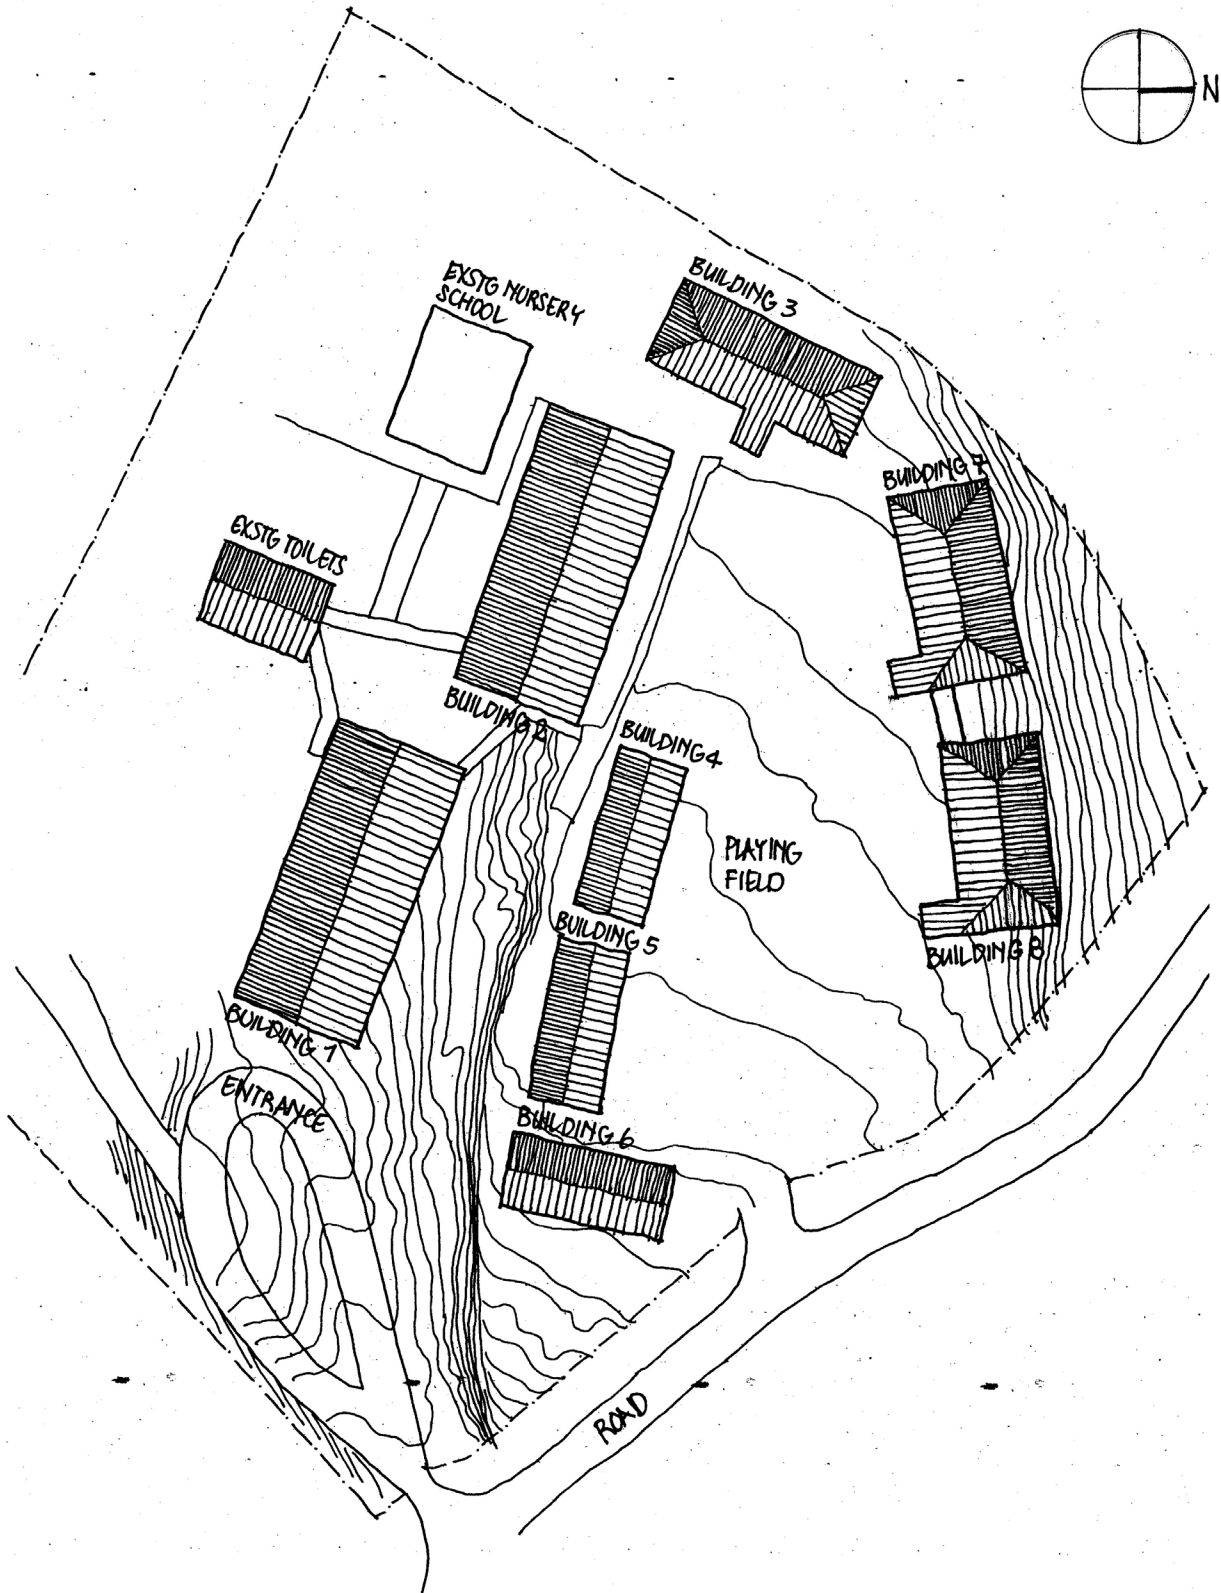 N
BUILDING 3
EXSTG NURSERY
SCHOOL
BUILDING 7
EXSTG TOILETS
BUILDING 2
BUILDING 4
PLAYING
FIELD
BUILDING 5
BUILDING 8
BUILDING 1
ENTRANCE
BUILDING 6
ROAD